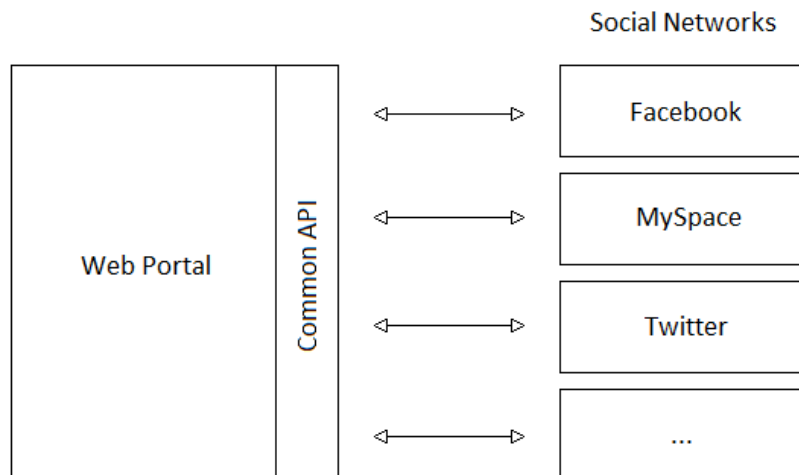 Social Networks
Web Portal
Common API
Facebook
MySpace
Twitter
...